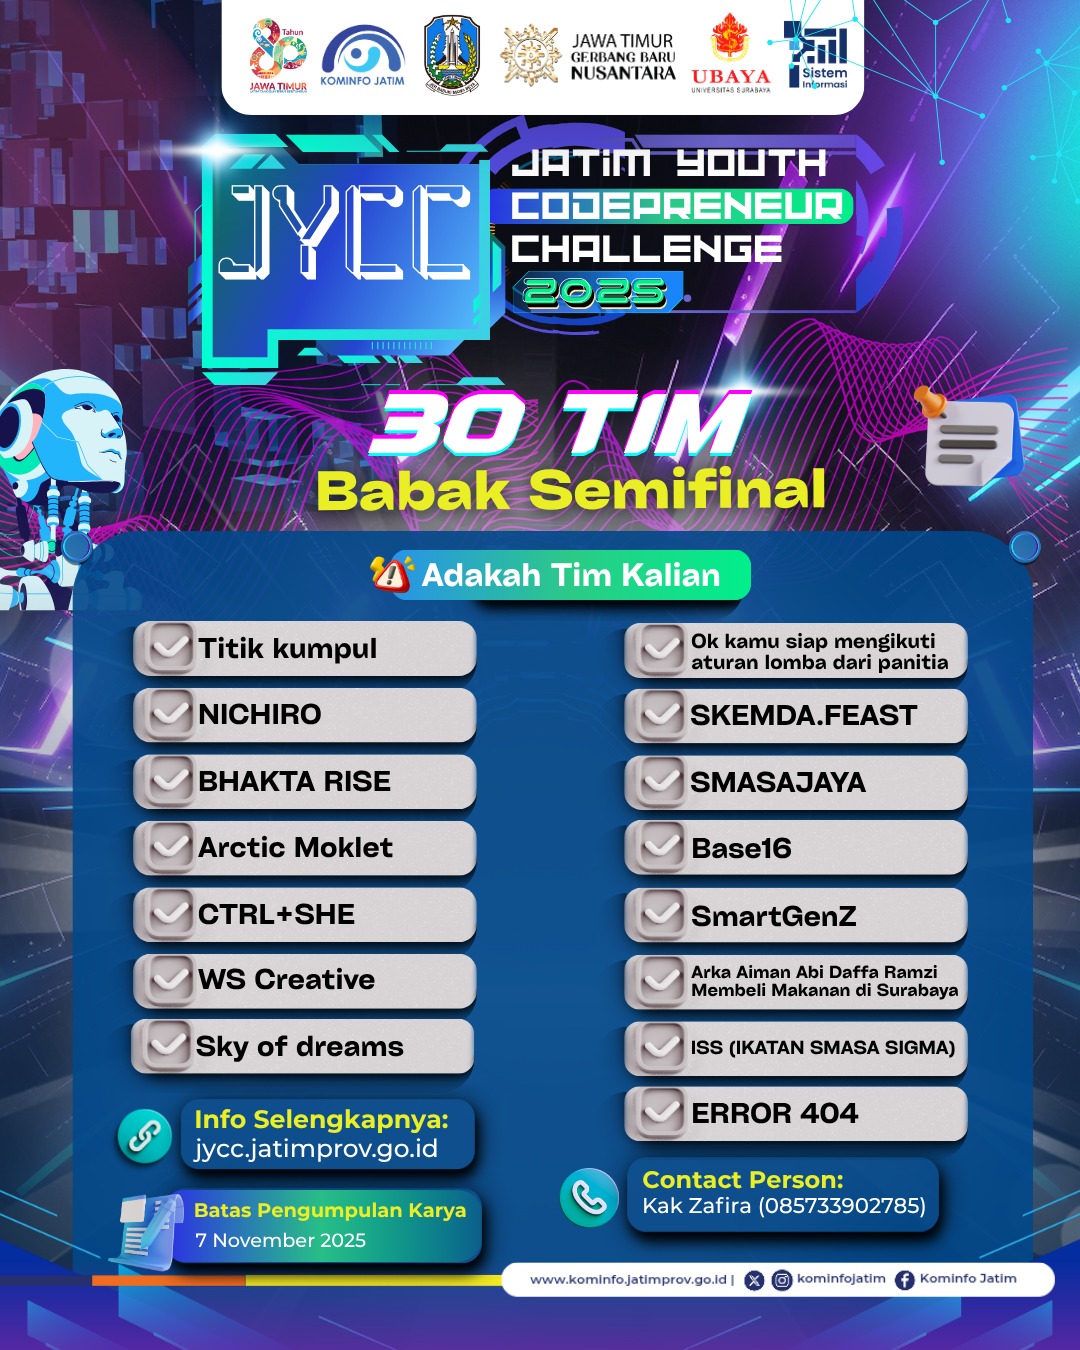 80 Tahun
JAWA TIMUR
KOMINFO JATIM
JAWA TIMUR
GERBANG BARU
NUSANTARA
UBAYA
UNIVERSITAS SURABAYA
Sistem
Informasi
JYCC
JATIM YOUTH
CODEPRENEUR
CHALLENGE
2025
30 TIM
Babak Semifinal
Adakah Tim Kalian
Titik kumpul
NICHIRO
BHAKTA RISE
Arctic Moklet
CTRL+SHE
WS Creative
Sky of dreams
Ok kamu siap mengikuti
aturan lomba dari panitia
SKEMDA.FEAST
SMASAJAYA
Base16
SmartGenZ
Arka Aiman Abi Daffa Ramzi
Membeli Makanan di Surabaya
ISS (IKATAN SMASA SIGMA)
ERROR 404
Info Selengkapnya:
jycc.jatimprov.go.id
Batas Pengumpulan Karya
7 November 2025
Contact Person:
Kak Zafira (085733902785)
www.kominfo.jatimprov.go.id | kominfojatim Kominfo Jatim